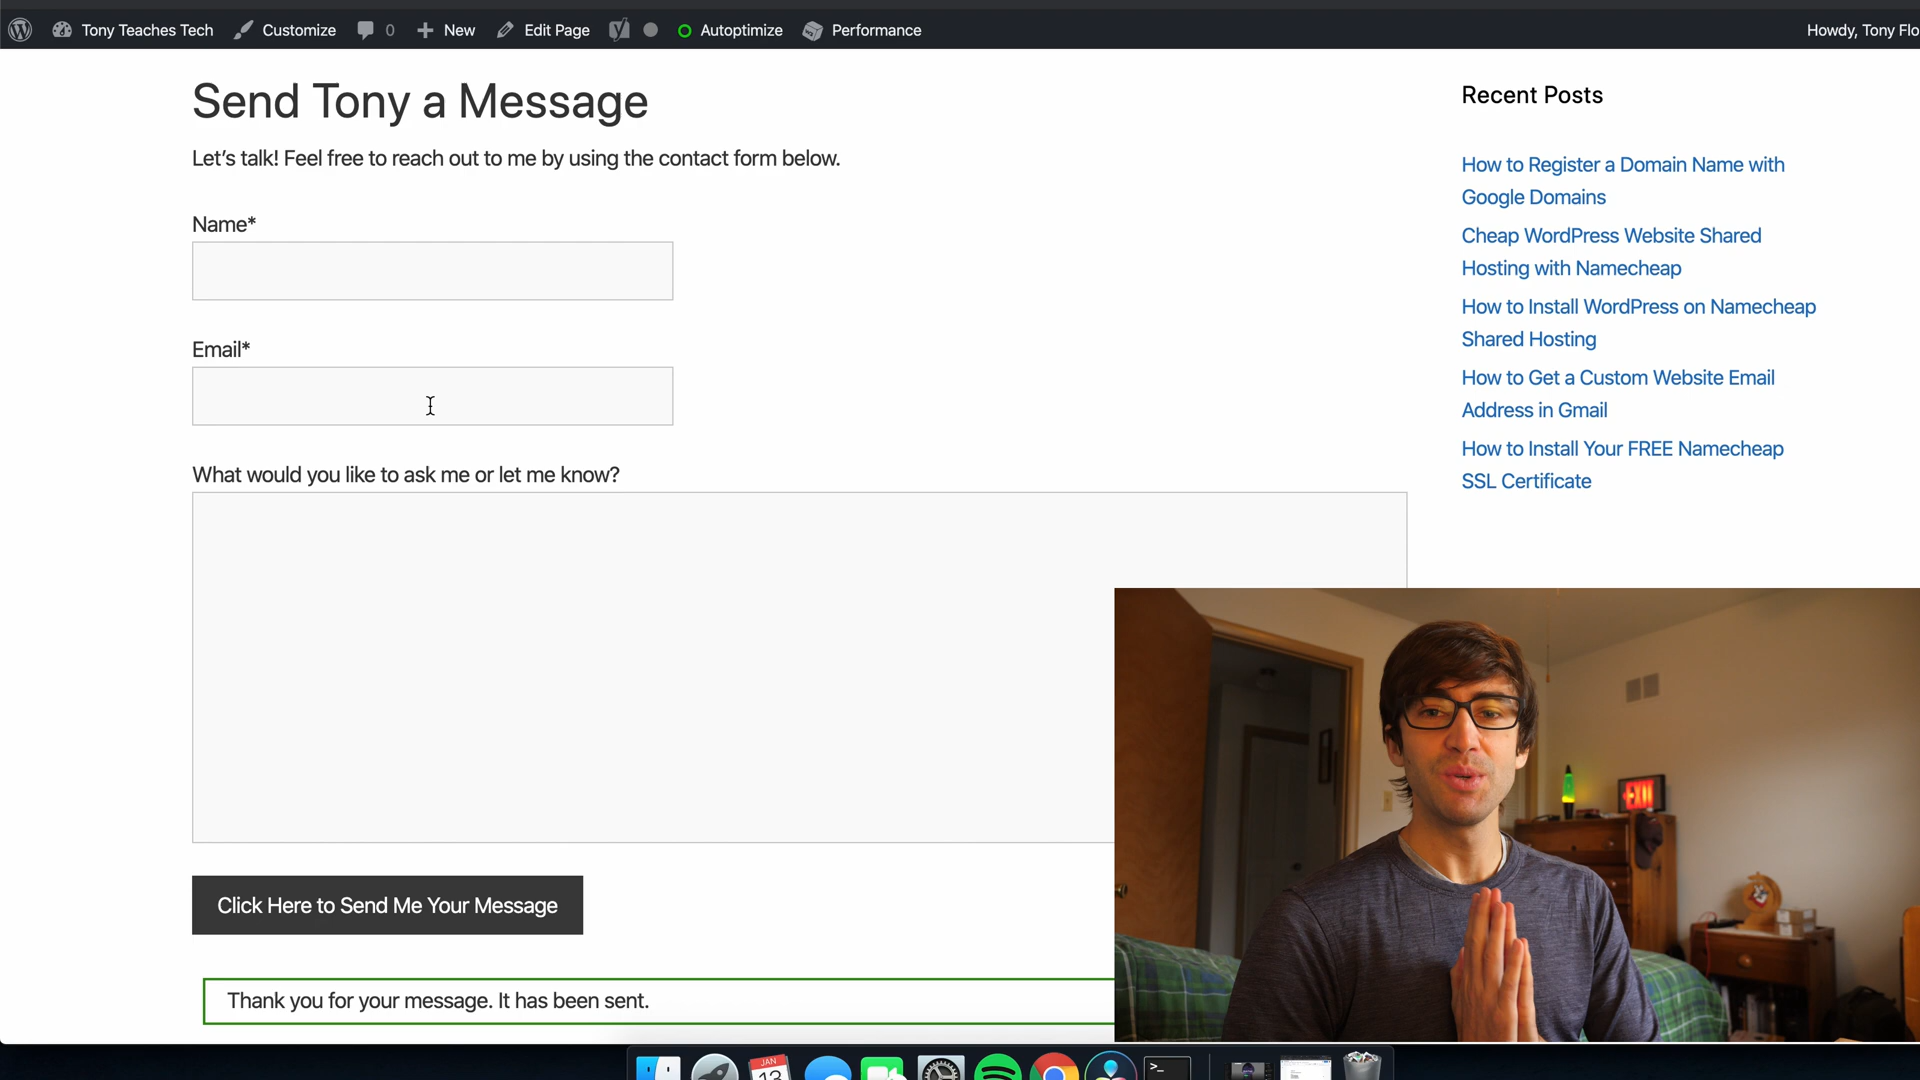 Tony Teaches Tech Customize 0 New Edit Page Autoptimize Performance Howdy, Tony Flo
Send Tony a Message
Let's talk! Feel free to reach out to me by using the contact form below.
Name*
Email*
What would you like to ask me or let me know?
Click Here to Send Me Your Message
Thank you for your message. It has been sent.
Recent Posts
How to Register a Domain Name with
Google Domains
Cheap WordPress Website Shared
Hosting with Namecheap
How to Install WordPress on Namecheap
Shared Hosting
How to Get a Custom Website Email
Address in Gmail
How to Install Your FREE Namecheap
SSL Certificate
EXIT
JAN
13